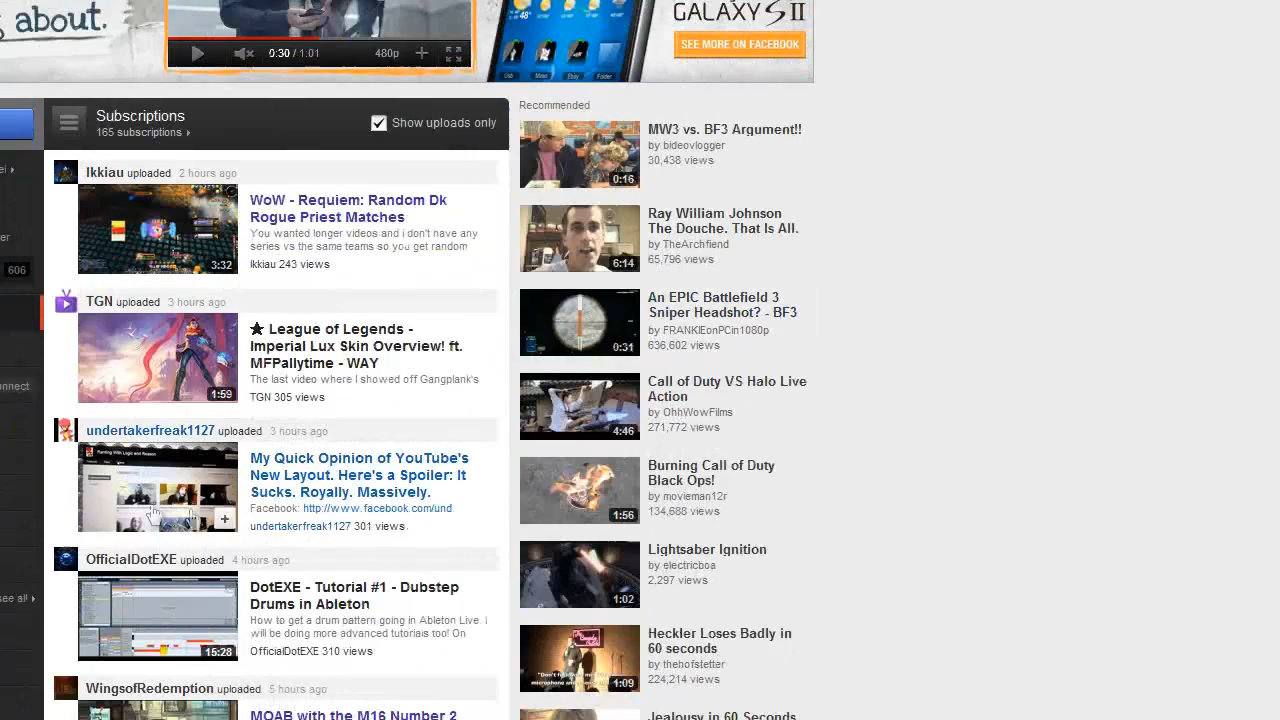 g about.
GALAXY S II
SEE MORE ON FACEBOOK
0:30 / 1:01
480p
Subscriptions
165 subscriptions
Show uploads only
606
see all
Ikkiau uploaded 2 hours ago
3:32
WoW - Requiem: Random Dk
Rogue Priest Matches
You wanted longer videos and i don't have any
series vs the same teams so you get random
Ikkiau 243 views
TGN uploaded 3 hours ago
1:59
★ League of Legends -
Imperial Lux Skin Overview! ft.
MFPallytime - WAY
The last video where I showed off Gangplank's
TGN 305 views
undertakerfreak1127 uploaded 3 hours ago
Ranting With Logic and Reason
My Quick Opinion of YouTube's
New Layout. Here's a Spoiler: It
Sucks. Royally. Massively.
Facebook: http://www.facebook.com/und
undertakerfreak1127 301 views
OfficialDotEXE uploaded 4 hours ago
15:28
DotEXE - Tutorial #1 - Dubstep
Drums in Ableton
How to get a drum pattern going in Ableton Live. i
will be doing more advanced tutorials too! On
OfficialDotEXE 310 views
WingsofRedemption uploaded 5 hours ago
MOAB with the M16 Number 2
Recommended
0:16
MW3 vs. BF3 Argument!!
by bideovlogger
30,438 views
6:14
Ray William Johnson
The Douche. That Is All.
by TheArchfiend
65,796 views
0:31
An EPIC Battlefield 3
Sniper Headshot? - BF3
by FRANKIEonPCin1080p
636,602 views
4:46
Call of Duty VS Halo Live
Action
by OhhWowFilms
271,772 views
1:56
Burning Call of Duty
Black Ops!
by movieman12r
134,688 views
1:02
Lightsaber Ignition
by electricboa
2,297 views
1:09
Heckler Loses Badly in
60 seconds
by thehofstetter
224,214 views
Jealousy in 60 Seconds